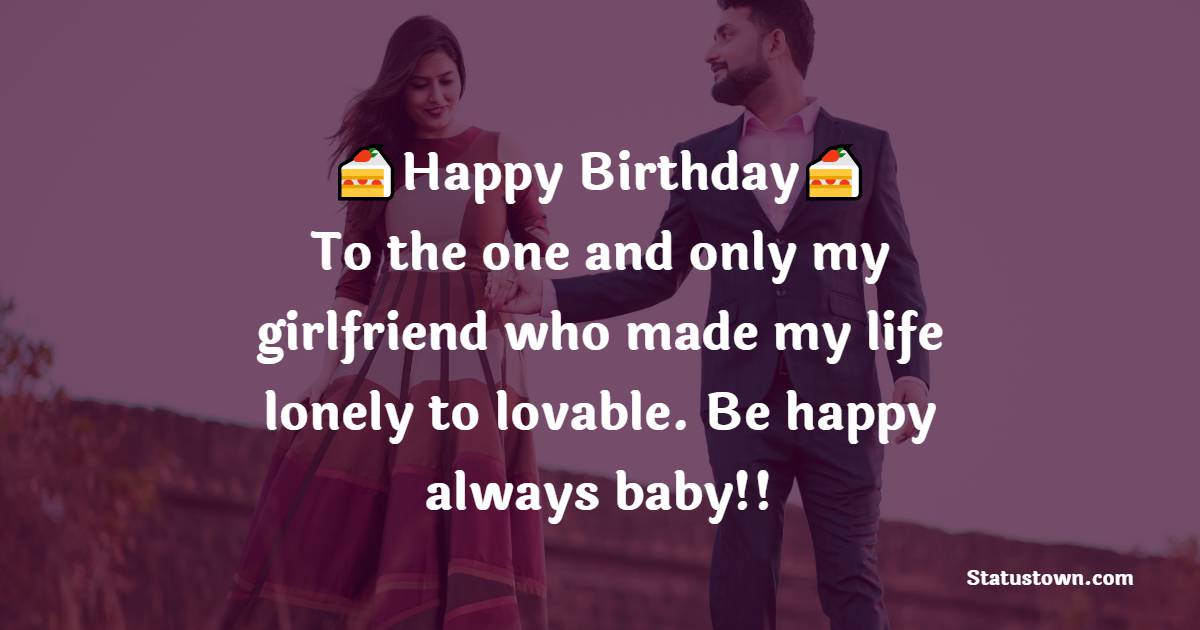 🍰Happy Birthday🍰
To the one and only my
girlfriend who made my life
lonely to lovable. Be happy
always baby!!
Statustown.com